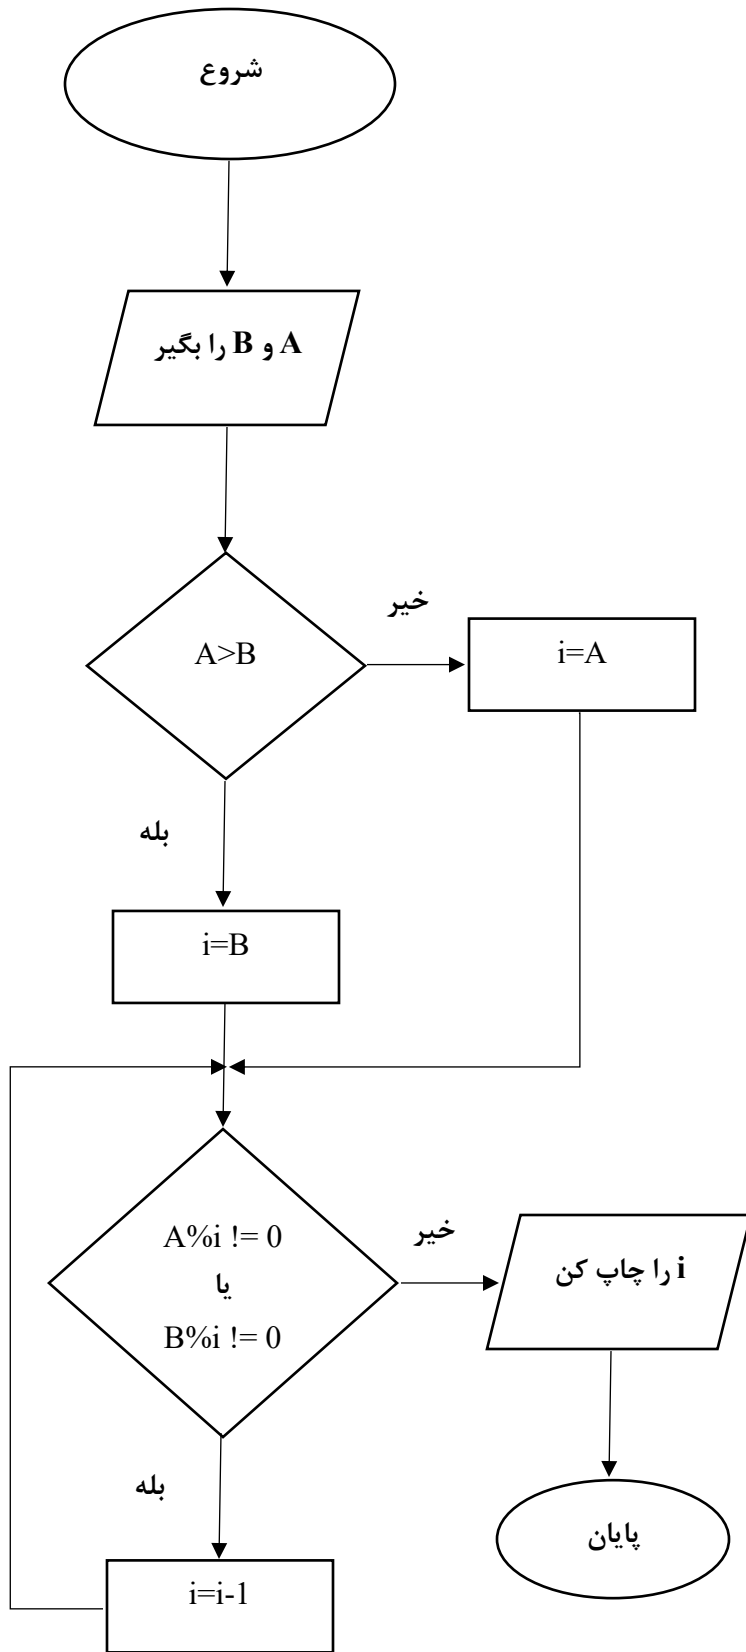 شروع
A و B را بگیر
A>B
خیر
i=A
بله
i=B
A%i != 0
یا
B%i != 0
خیر
i را چاپ کن
بله
پایان
i=i-1